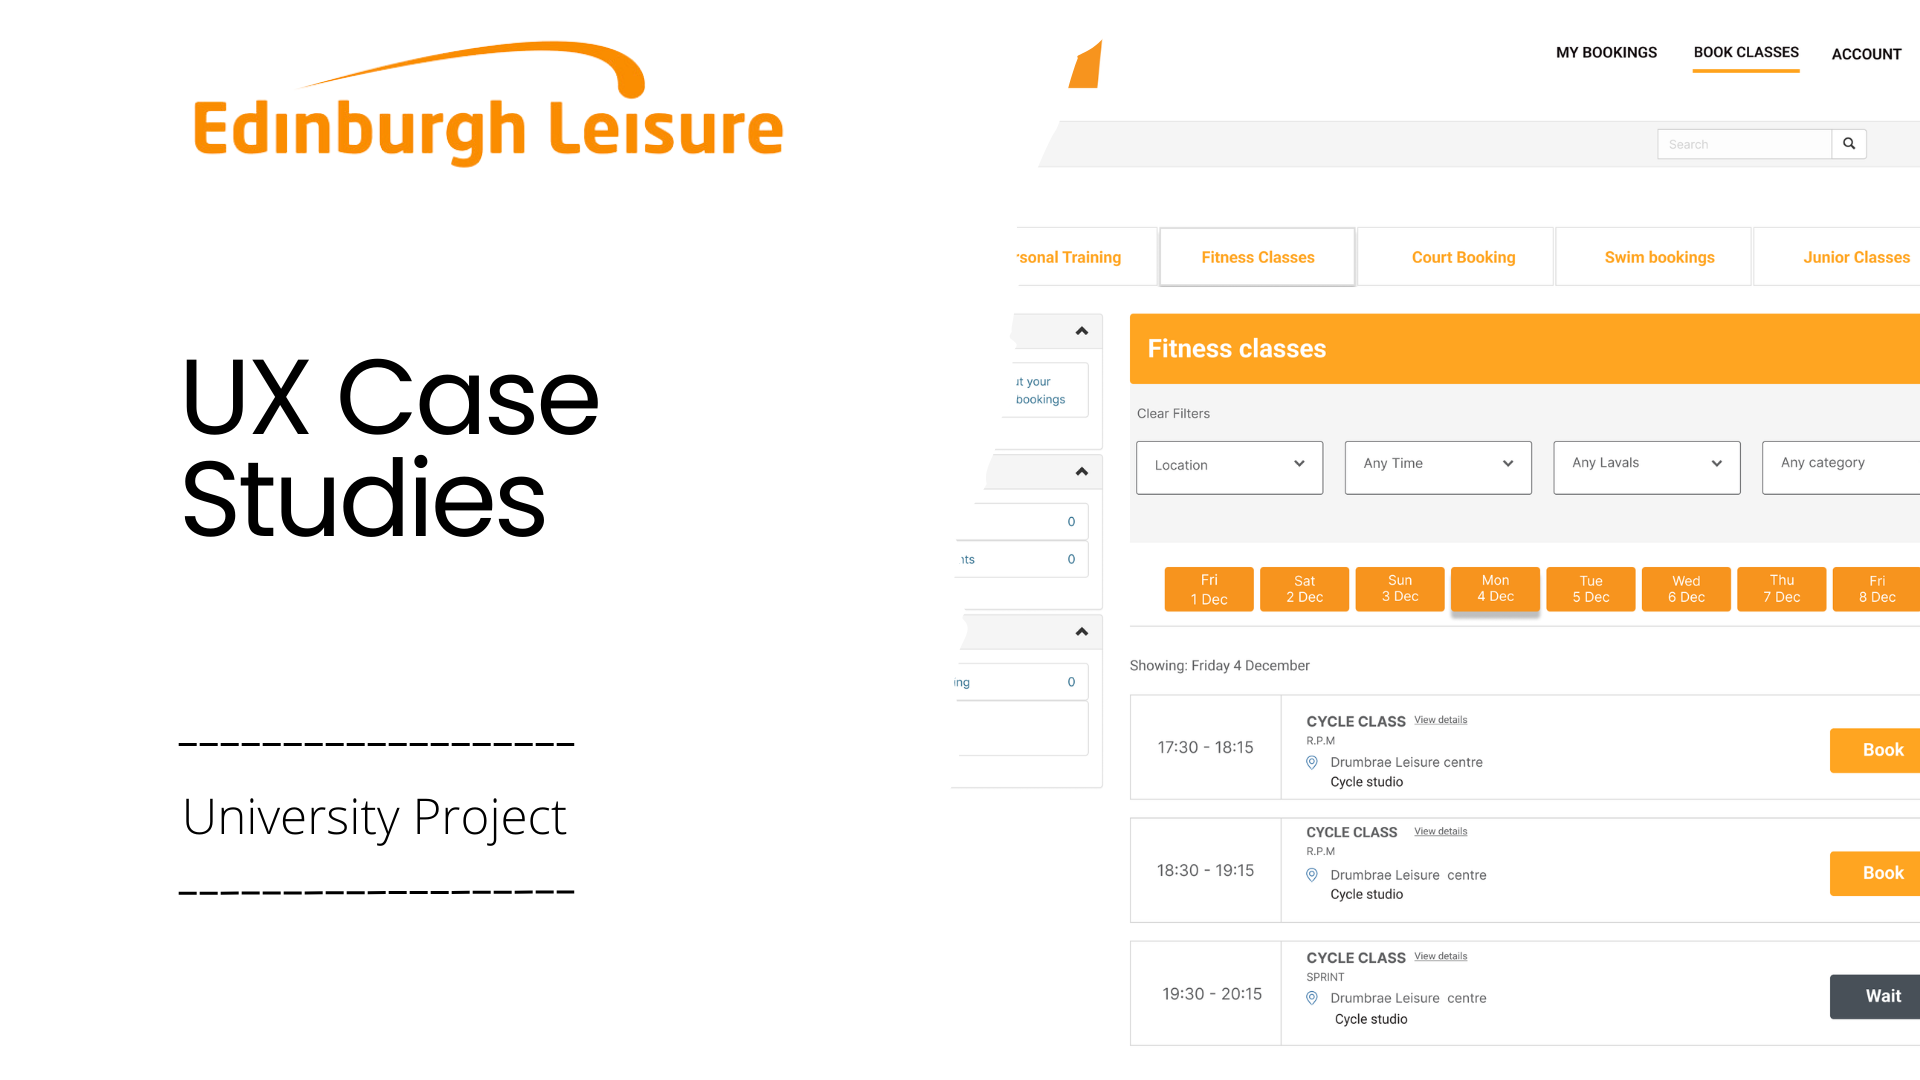 Edinburgh Leisure
UX Case
Studies
University Project
MY BOOKINGS
BOOK CLASSES
ACCOUNT
Search
rsonal Training
Fitness Classes
Court Booking
Swim bookings
Junior Classes
ut your
bookings
0
nts
0
ing
0
Fitness classes
Clear Filters
Location
Any Time
Any Lavals
Any category
Fri
1 Dec
Sat
2 Dec
Sun
3 Dec
Mon
4 Dec
Tue
5 Dec
Wed
6 Dec
Thu
7 Dec
Fri
8 Dec
Showing: Friday 4 December
17:30 - 18:15
CYCLE CLASS View details
R.P.M
Drumbrae Leisure centre
Cycle studio
Book
18:30 - 19:15
CYCLE CLASS View details
R.P.M
Drumbrae Leisure centre
Cycle studio
Book
19:30 - 20:15
CYCLE CLASS View details
SPRINT
Drumbrae Leisure centre
Cycle studio
Wait